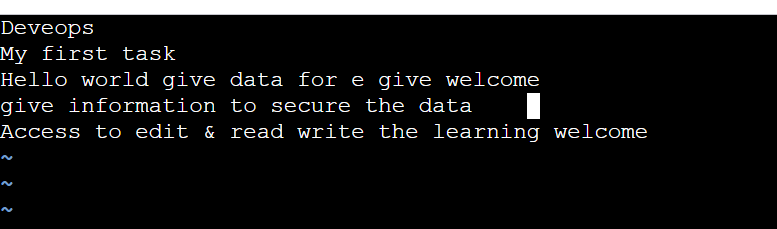 Deveops
My first task
Hello world give data for e give welcome
give information to secure the data
Access to edit & read write the learning welcome
~
~
~